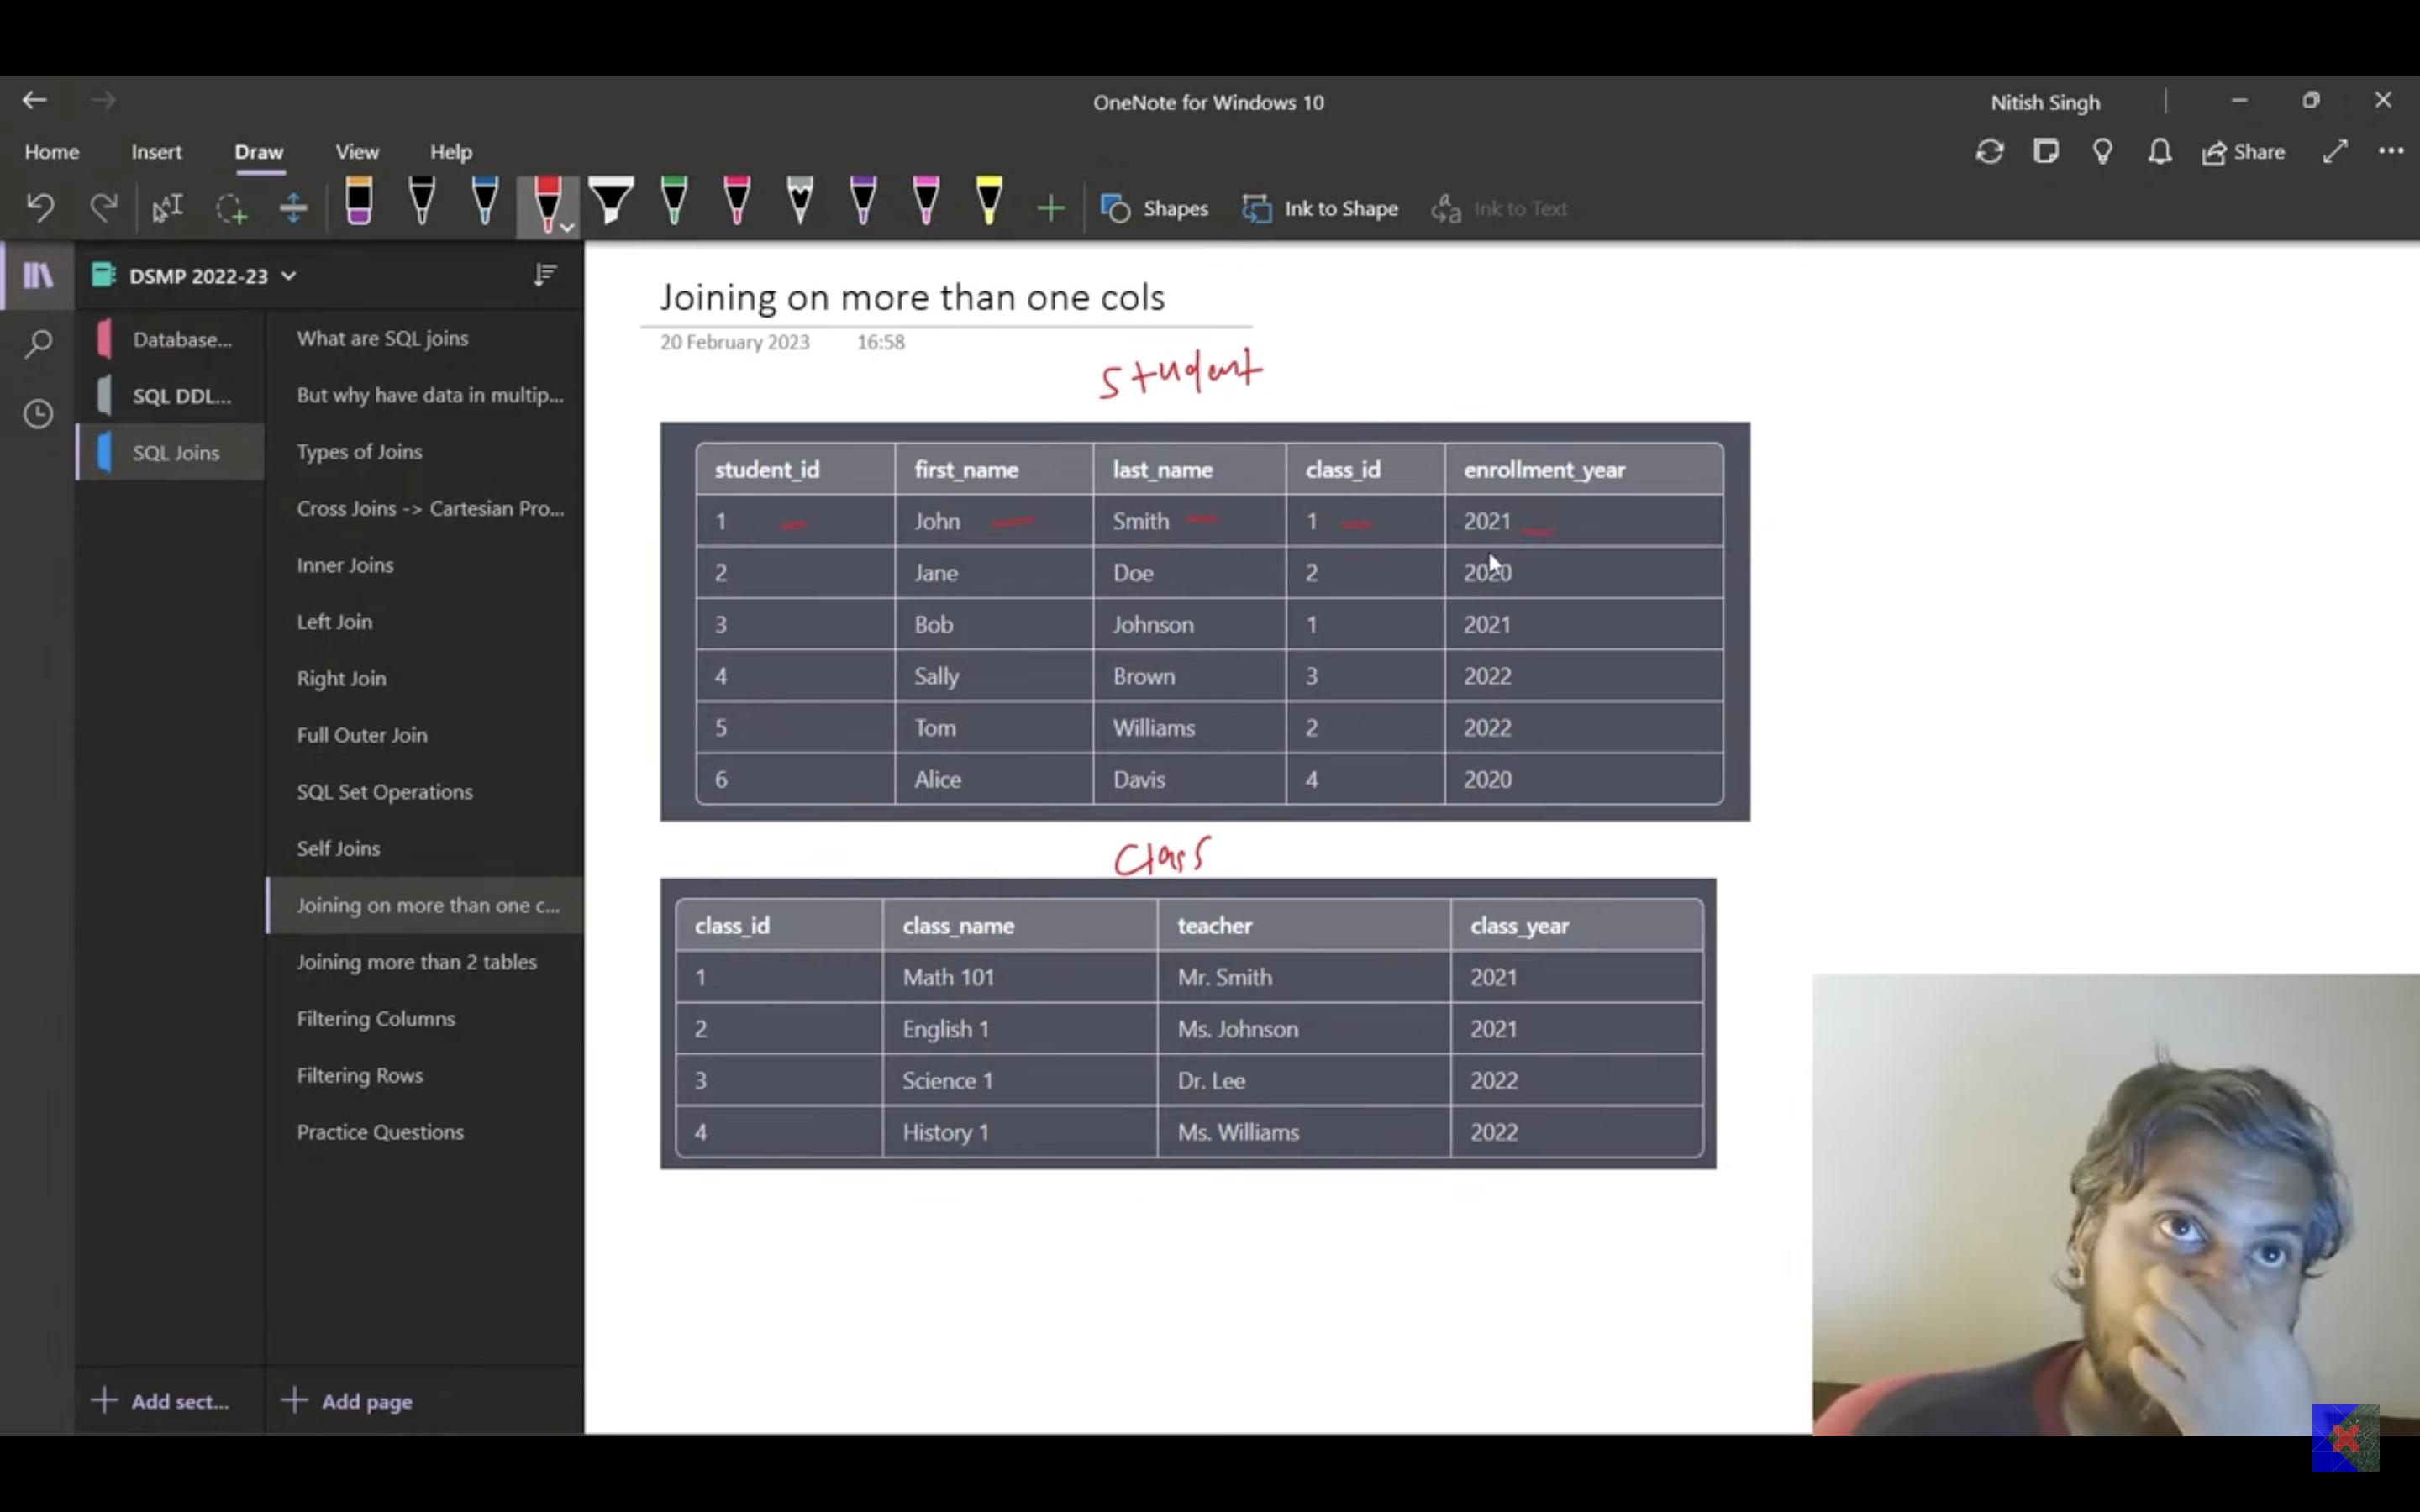 OneNote for Windows 10
Nitish Singh
Home Insert Draw View Help
Share
Shapes Ink to Shape Ink to Text
DSMP 2022-23
Database...
SQL DDL...
SQL Joins
What are SQL joins
But why have data in multip...
Types of Joins
Cross Joins -> Cartesian Pro...
Inner Joins
Left Join
Right Join
Full Outer Join
SQL Set Operations
Self Joins
Joining on more than one c...
Joining more than 2 tables
Filtering Columns
Filtering Rows
Practice Questions
Add sect...
Add page
Joining on more than one cols
20 February 2023 16:58
Student
student_id first_name last_name class_id enrollment_year
1 John Smith 1 2021
2 Jane Doe 2 2020
3 Bob Johnson 1 2021
4 Sally Brown 3 2022
5 Tom Williams 2 2022
6 Alice Davis 4 2020
Class
class_id class_name teacher class_year
1 Math 101 Mr. Smith 2021
2 English 1 Ms. Johnson 2021
3 Science 1 Dr. Lee 2022
4 History 1 Ms. Williams 2022